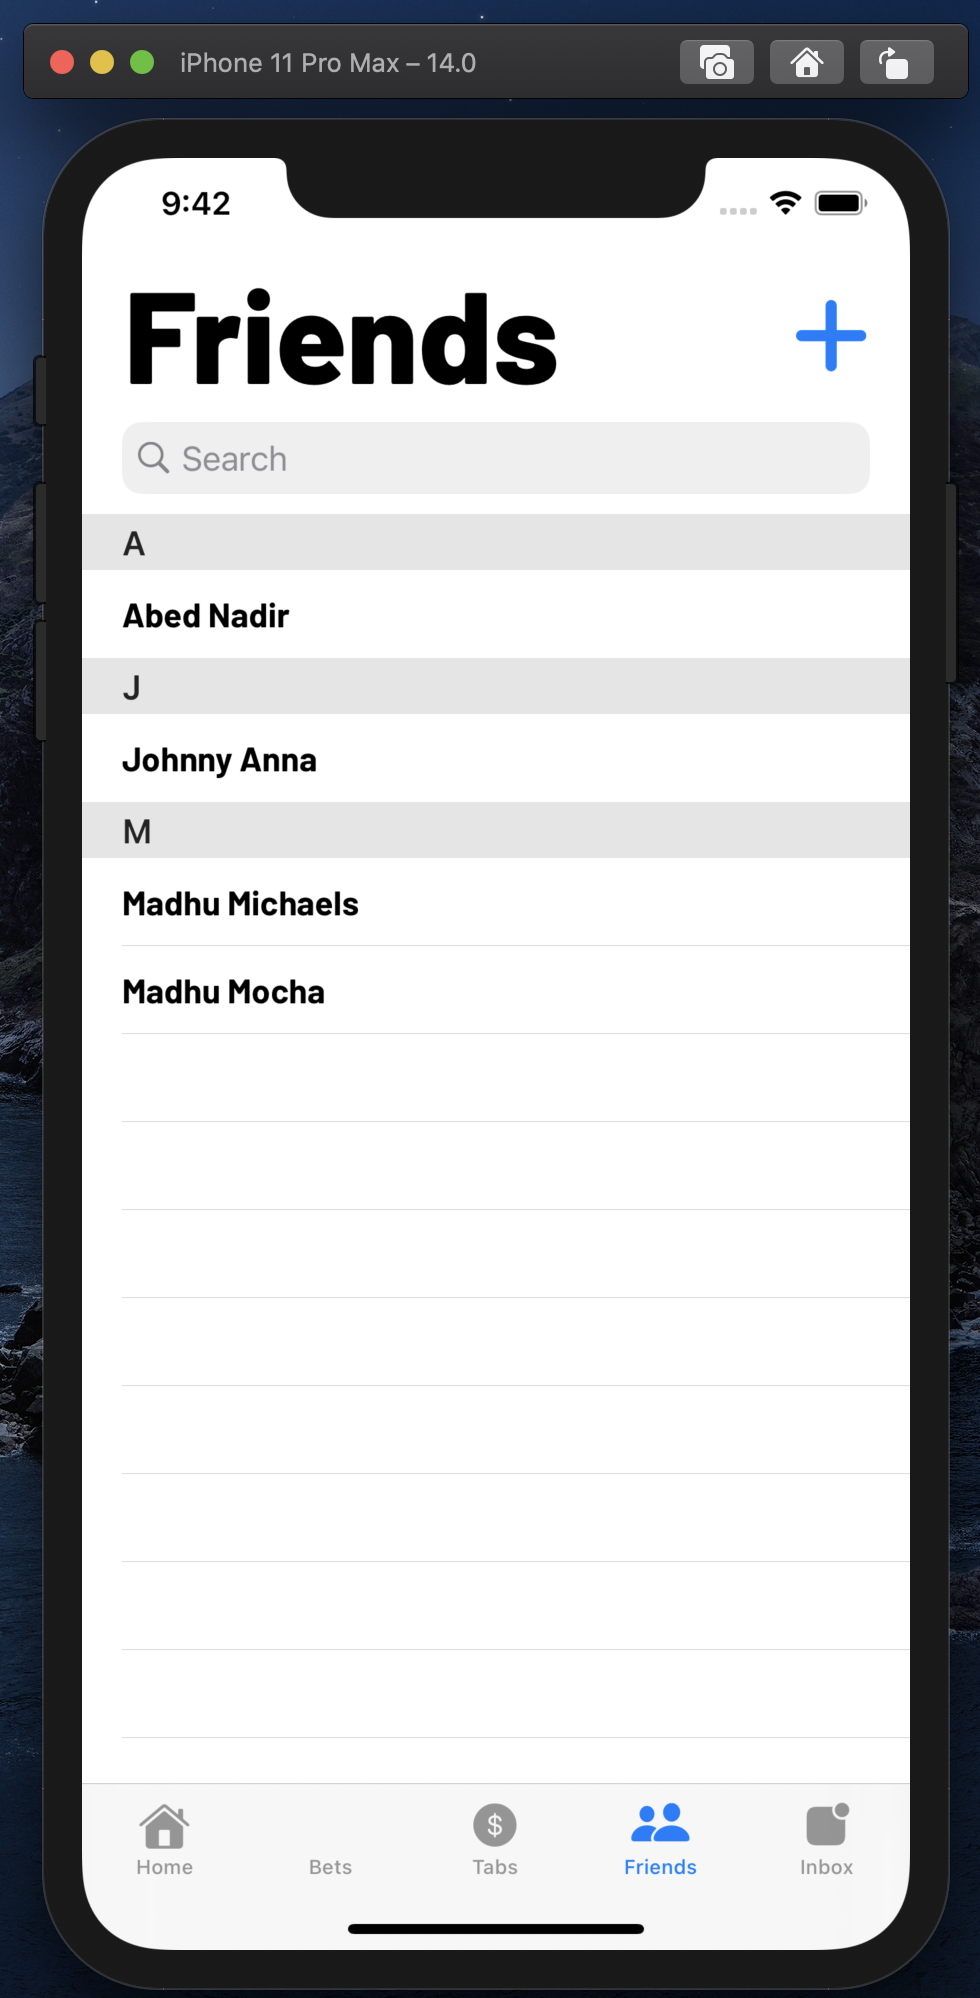 iPhone 11 Pro Max – 14.0
9:42
Friends
Search
A
Abed Nadir
J
Johnny Anna
M
Madhu Michaels
Madhu Mocha
$
Home
Bets
Tabs
Friends
Inbox